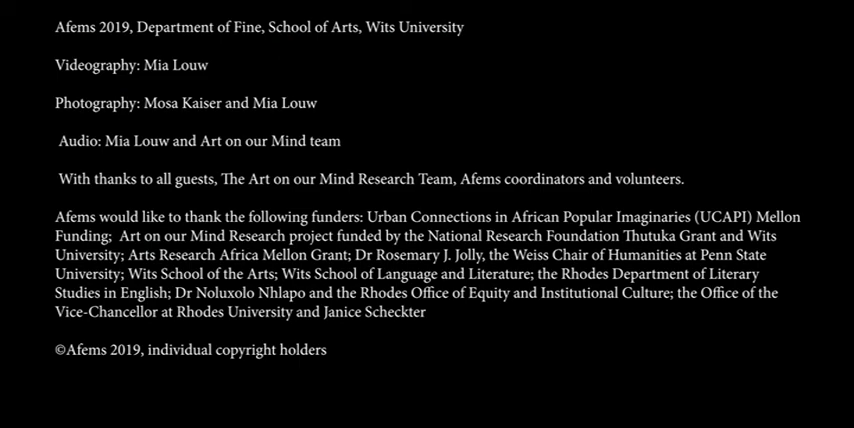 Afems 2019, Department of Fine, School of Arts, Wits University
Videography: Mia Louw
Photography: Mosa Kaiser and Mia Louw
Audio: Mia Louw and Art on our Mind team
With thanks to all guests, The Art on our Mind Research Team, Afems coordinators and volunteers.
Afems would like to thank the following funders: Urban Connections in African Popular Imaginaries (UCAPI) Mellon
Funding; Art on our Mind Research project funded by the National Research Foundation Thutuka Grant and Wits
University; Arts Research Africa Mellon Grant; Dr Rosemary J. Jolly, the Weiss Chair of Humanities at Penn State
University; Wits School of the Arts; Wits School of Language and Literature; the Rhodes Department of Literary
Studies in English; Dr Noluxolo Nhlapo and the Rhodes Office of Equity and Institutional Culture; the Office of the
Vice-Chancellor at Rhodes University and Janice Scheckter
©Afems 2019, individual copyright holders